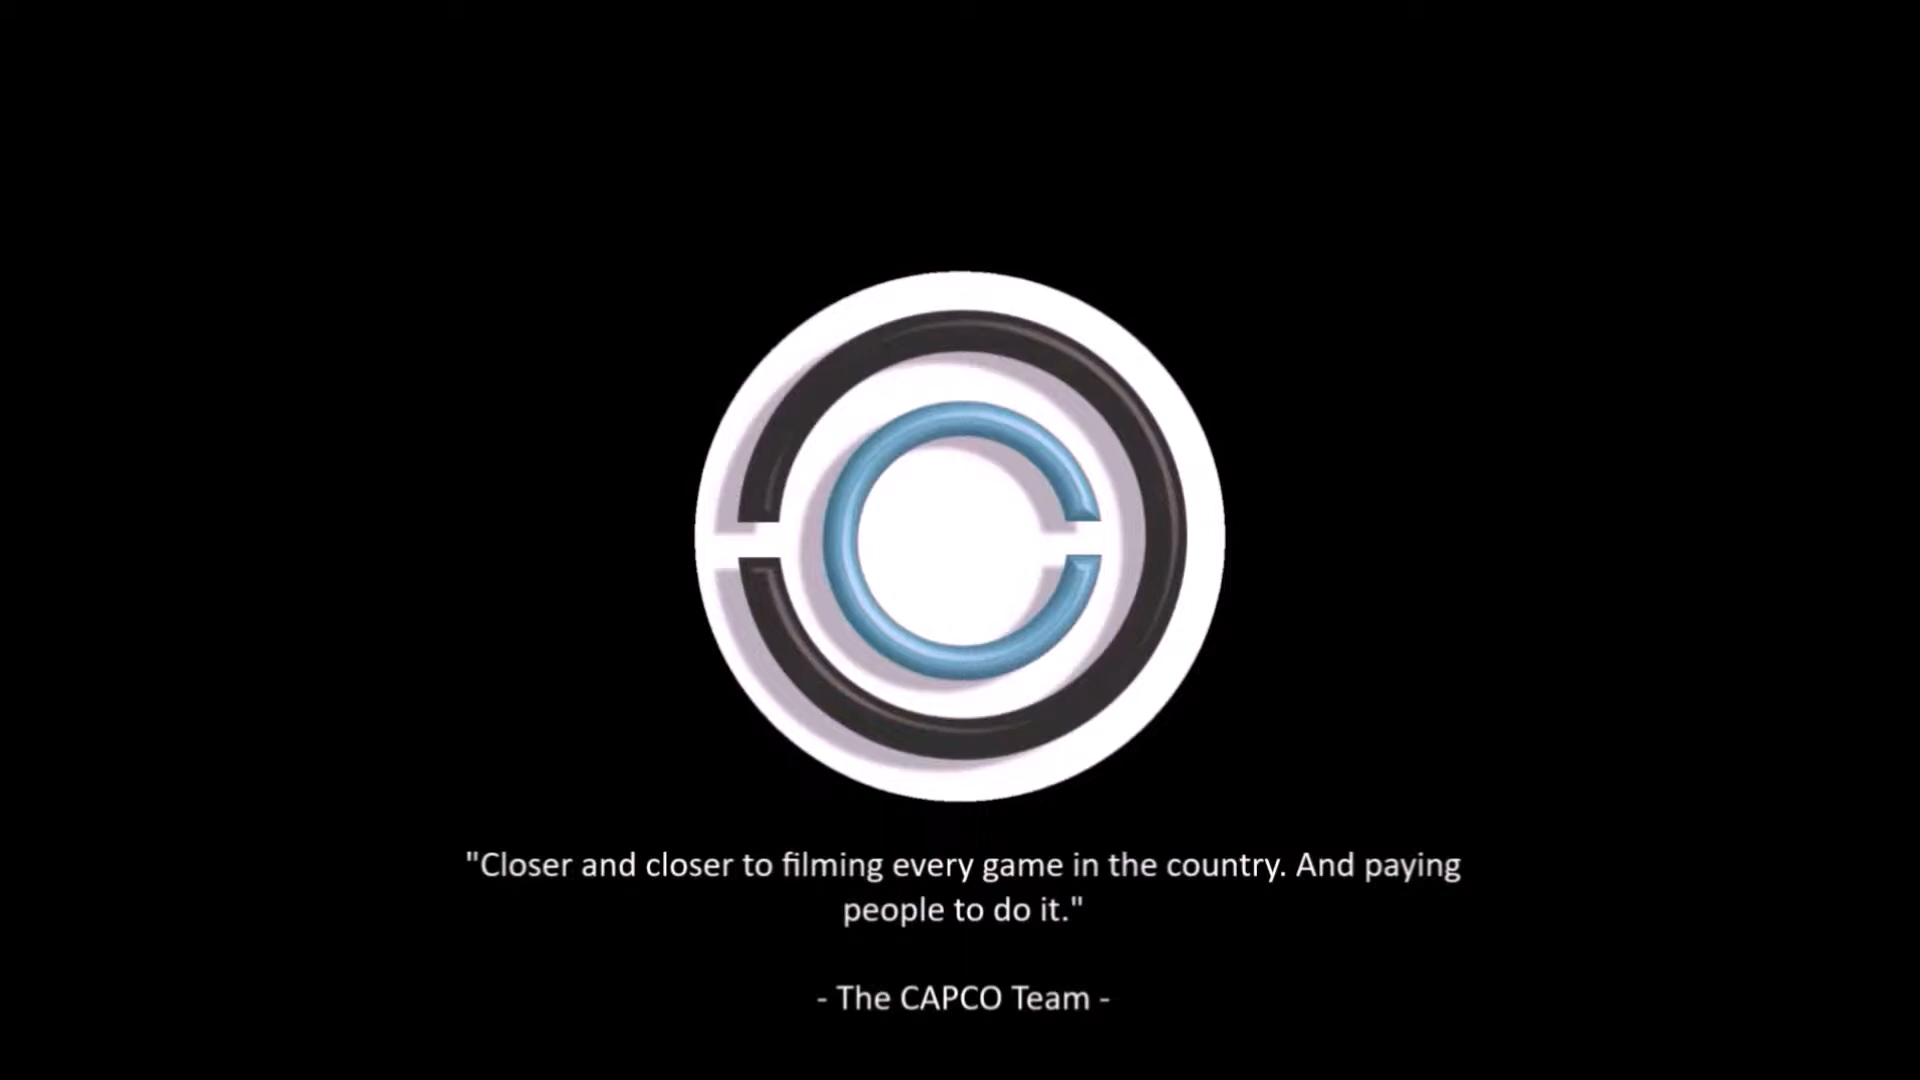 "Closer and closer to filming every game in the country. And paying
people to do it."
- The CAPCO Team -